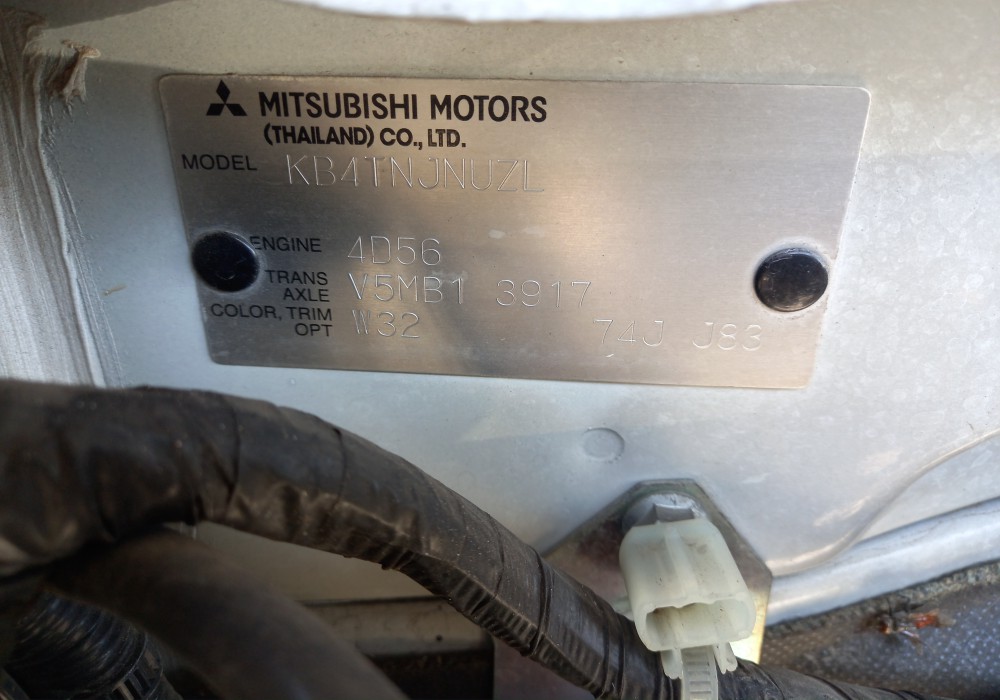 MITSUBISHI MOTORS
(THAILAND) CO., LTD.
MODEL KB4TNJNUZL
ENGINE 4D56
TRANS AXLE V5MB1 3917
COLOR, TRIM OPT W32 74J J83